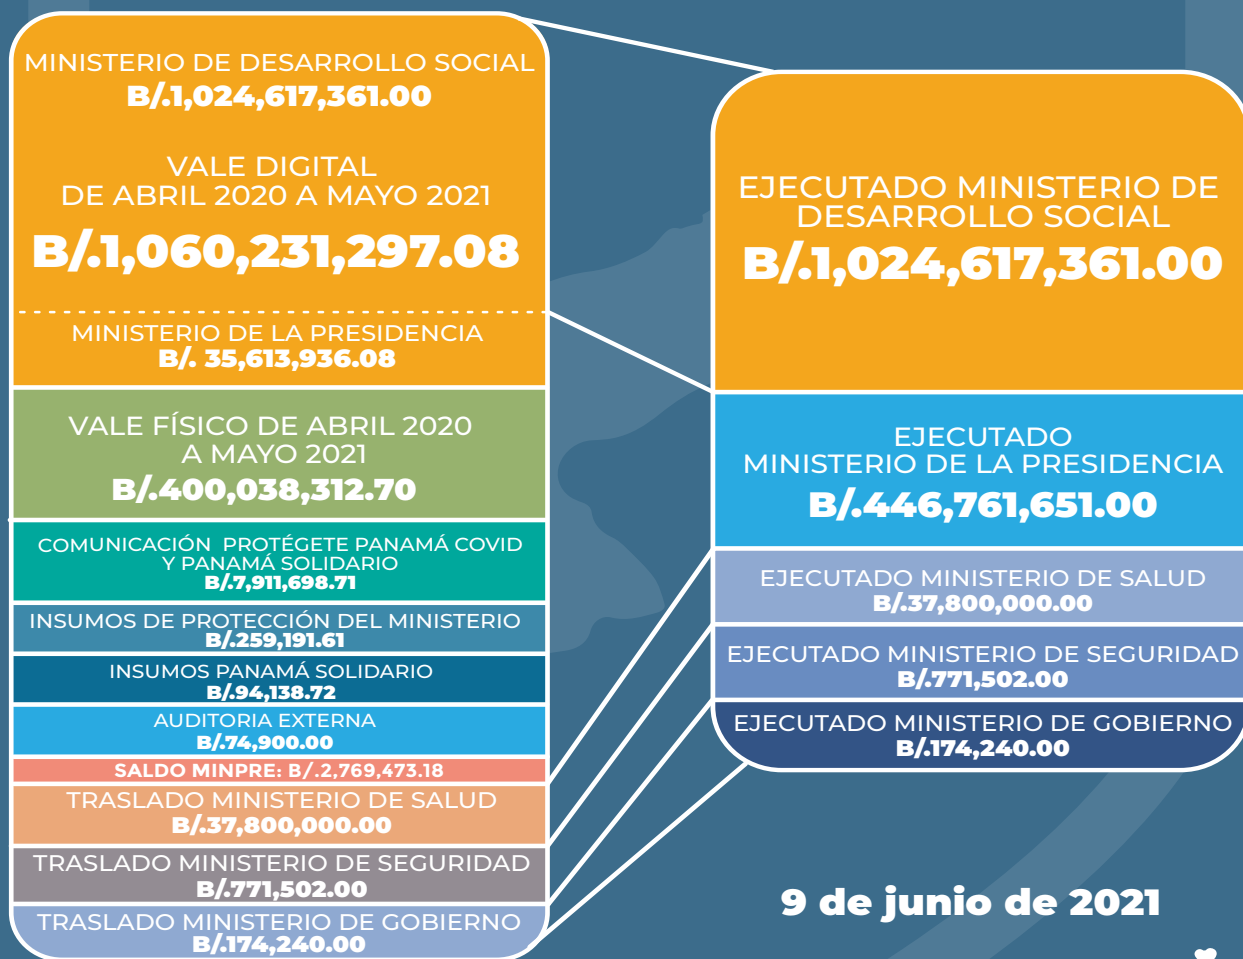 MINISTERIO DE DESARROLLO SOCIAL
B/.1,024,617,361.00
VALE DIGITAL
DE ABRIL 2020 A MAYO 2021
B/.1,060,231,297.08
MINISTERIO DE LA PRESIDENCIA
B/. 35,613,936.08
VALE FÍSICO DE ABRIL 2020
A MAYO 2021
B/.400,038,312.70
COMUNICACIÓN PROTÉGETE PANAMÁ COVID
Y PANAMÁ SOLIDARIO
B/.7,911,698.71
INSUMOS DE PROTECCIÓN DEL MINISTERIO
B/.259,191.61
INSUMOS PANAMÁ SOLIDARIO
B/.94,138.72
AUDITORIA EXTERNA
B/.74,900.00
SALDO MINPRE: B/.2,769,473.18
TRASLADO MINISTERIO DE SALUD
B/.37,800,000.00
TRASLADO MINISTERIO DE SEGURIDAD
B/.771,502.00
TRASLADO MINISTERIO DE GOBIERNO
B/.174,240.00
EJECUTADO MINISTERIO DE
DESARROLLO SOCIAL
B/.1,024,617,361.00
EJECUTADO
MINISTERIO DE LA PRESIDENCIA
B/.446,761,651.00
EJECUTADO MINISTERIO DE SALUD
B/.37,800,000.00
EJECUTADO MINISTERIO DE SEGURIDAD
B/.771,502.00
EJECUTADO MINISTERIO DE GOBIERNO
B/.174,240.00
9 de junio de 2021